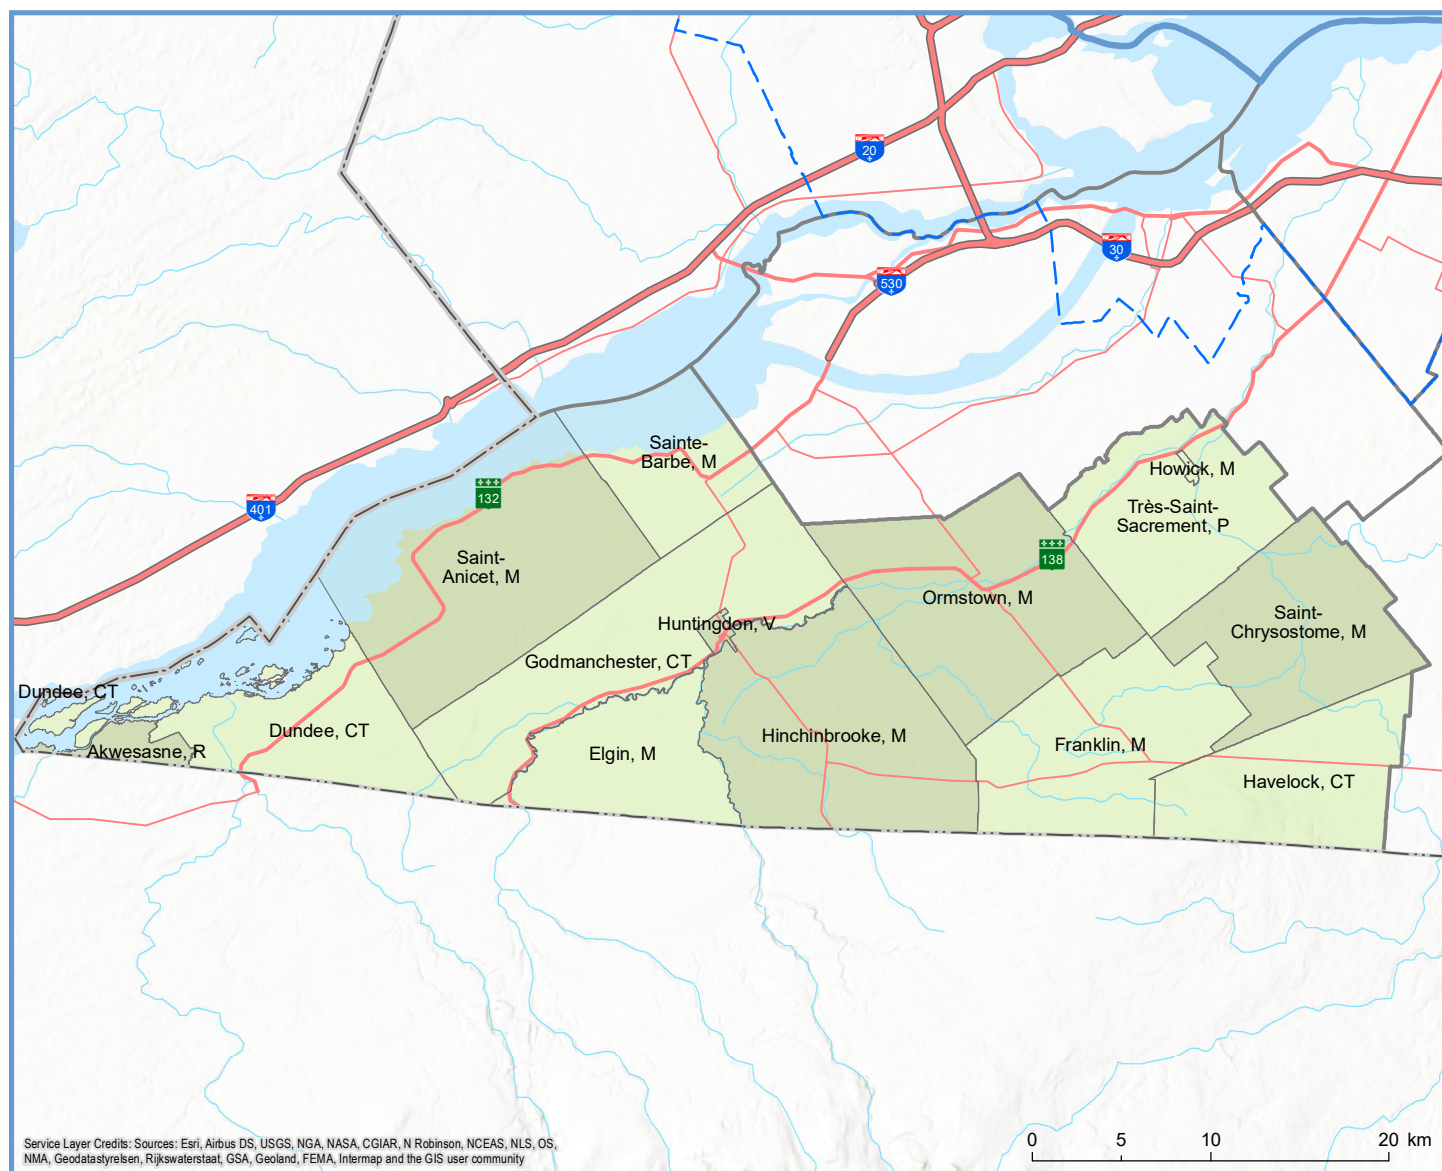 20
30
530
Sainte-
Barbe, M
Howick, M
132
401
Très-Saint-
Sacrement, P
138
Saint-
Anicet, M
Ormstown, M
Saint-
Chrysostome, M
Huntingdon, V
Godmanchester, CT
Dundee, CT
Dundee, CT
Hinchinbrooke, M
Franklin, M
Akwesasne, R
Elgin, M
Havelock, CT
0 5 10 20 km
Service Layer Credits: Sources: Esri, Airbus DS, USGS, NGA, NASA, CGIAR, N Robinson, NCEAS, NLS, OS,
NMA, Geodatastyrelsen, Rijkswaterstaat, GSA, Geoland, FEMA, Intermap and the GIS user community